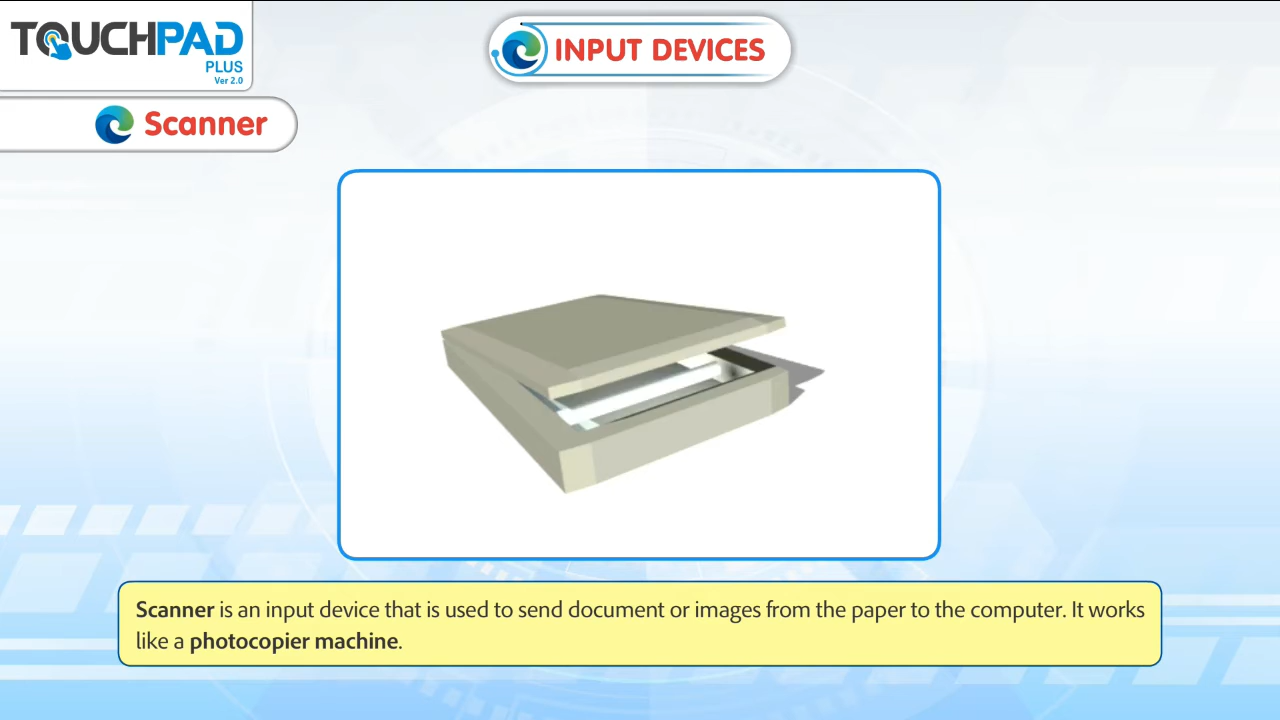 TOUCHPAD
PLUS
Ver 2.0
INPUT DEVICES
Scanner
Scanner is an input device that is used to send document or images from the paper to the computer. It works
like a photocopier machine.